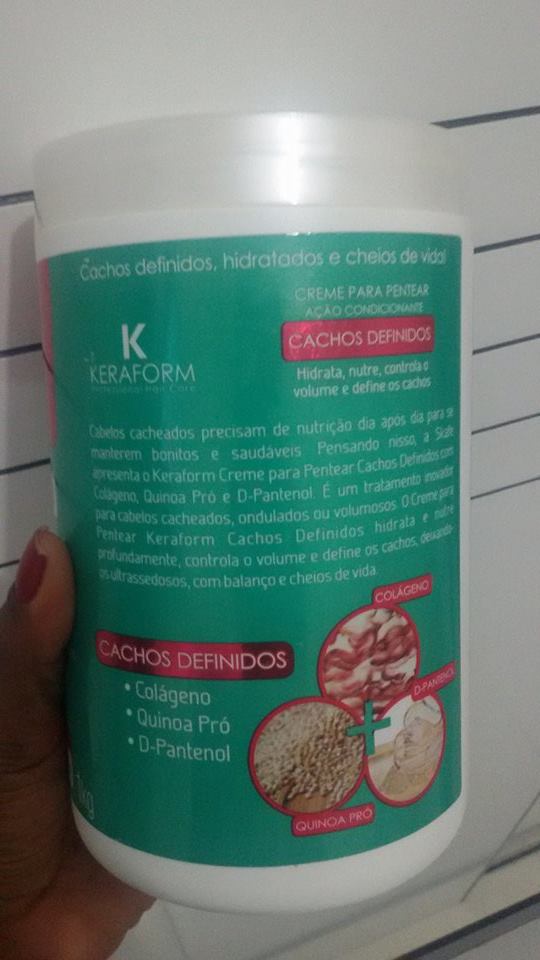 Cachos definidos, hidratados e cheios de vida!
CREME PARA PENTEAR
AÇÃO CONDICIONANTE
CACHOS DEFINIDOS
Hidrata, nutre, controla o
volume e define os cachos
K
KERAFORM
Professional Hair Care
Cabelos cacheados precisam de nutrição dia após dia para se
manterem bonitos e saudáveis. Pensando nisso, a Skafe
apresenta o Keraform Creme para Pentear Cachos Definidos com
Colágeno, Quinoa Pró e D-Pantenol. É um tratamento inovador
para cabelos cacheados, ondulados ou volumosos. O Creme para
Pentear Keraform Cachos Definidos hidrata e nutre
profundamente, controla o volume e define os cachos, deixando-
os ultrassedosos, com balanço e cheios de vida.
CACHOS DEFINIDOS
• Colágeno
• Quinoa Pró
• D-Pantenol
COLÁGENO
D-PANTENOL
QUINOA PRÓ
1kg